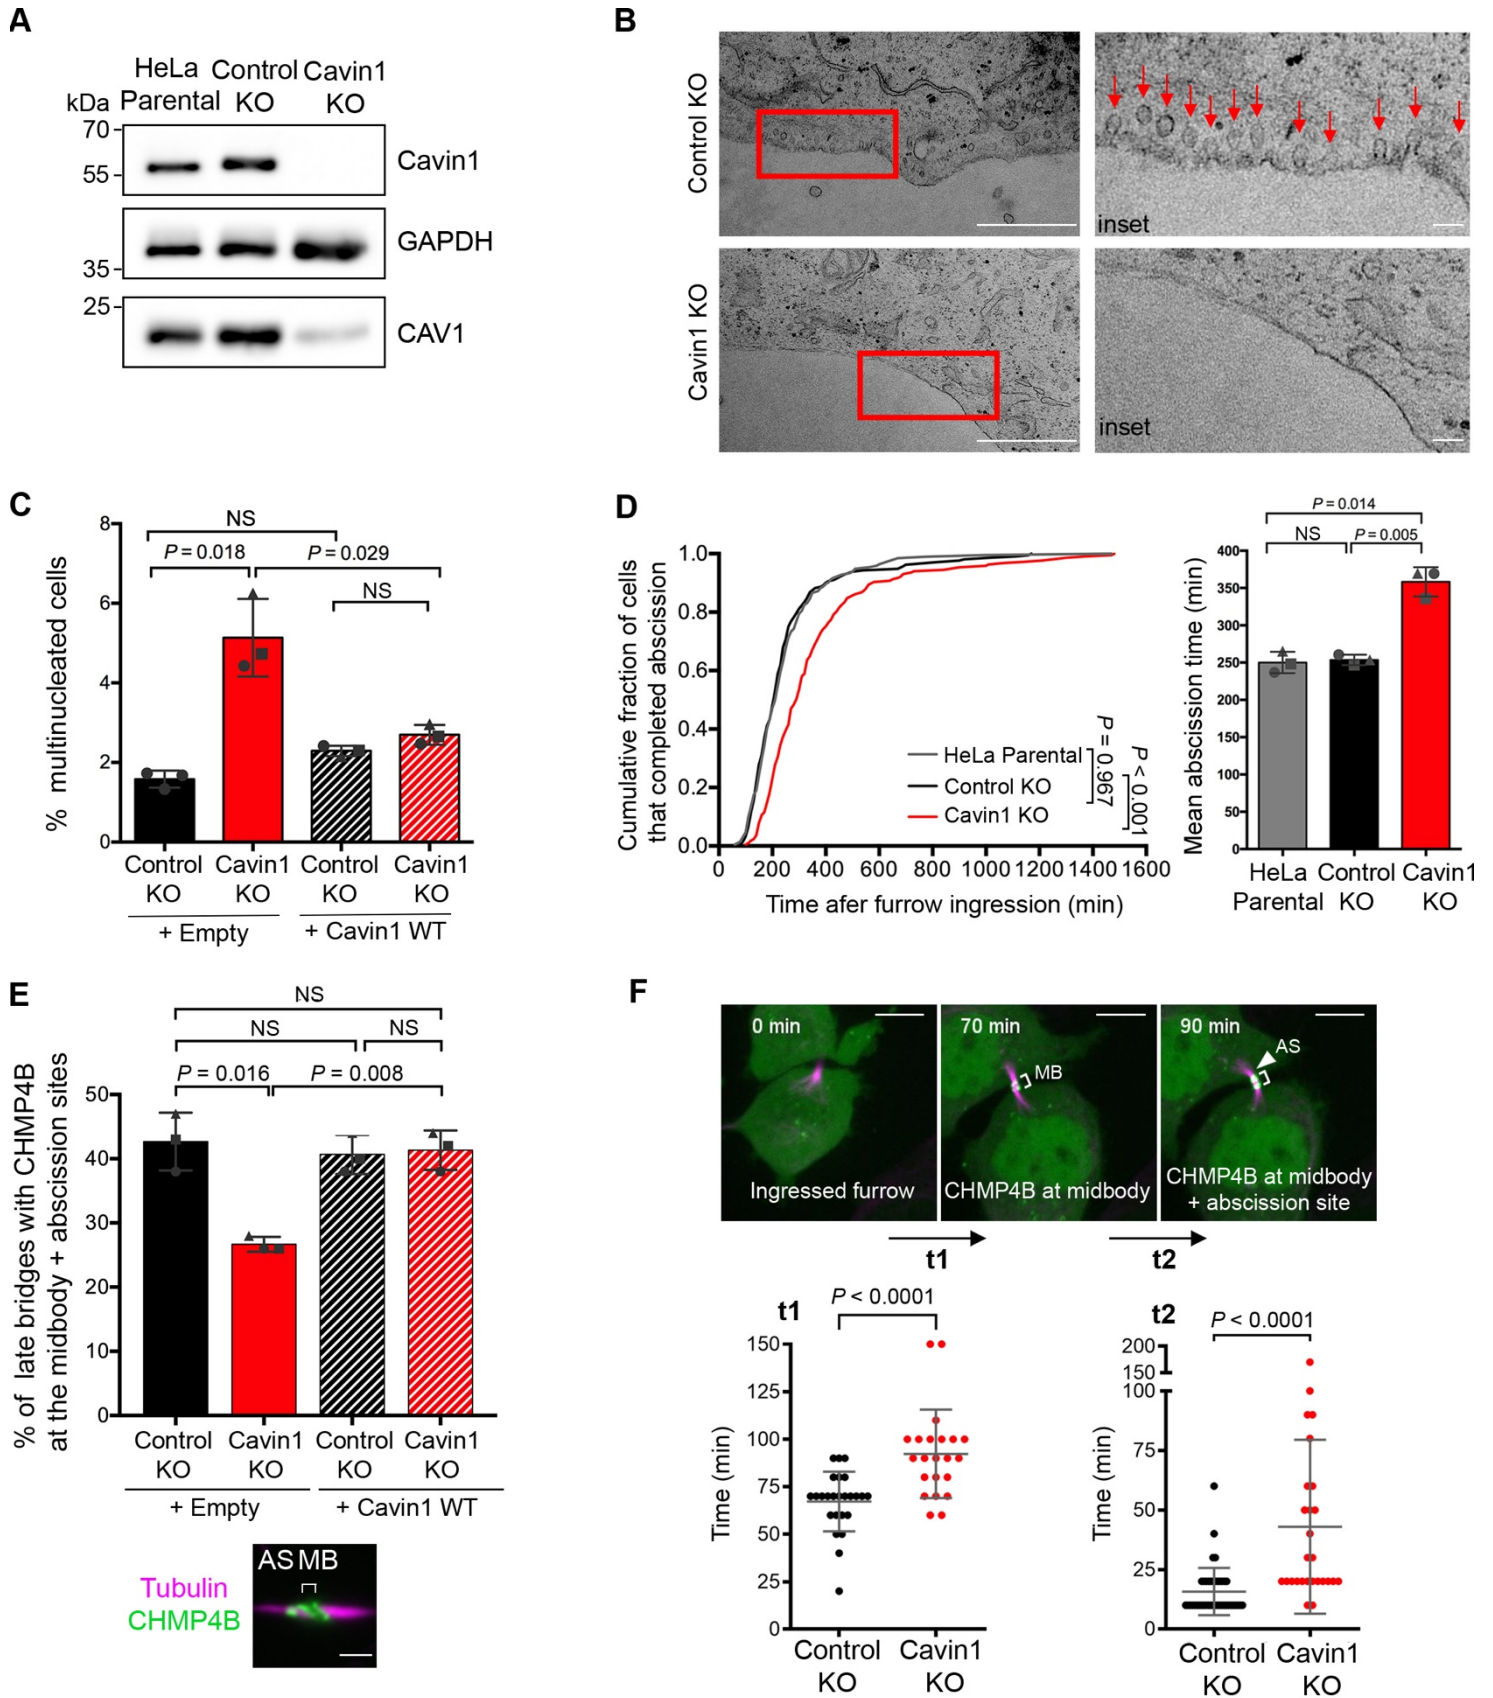 A
HeLa Control Cavin1
kDa Parental KO KO
70
55
Cavin1
GAPDH
35
25
CAV1
B
Control KO
inset
Cavin1 KO
inset
C
% multinucleated cells
8
6
4
2
0
NS
P = 0.018
P = 0.029
NS
Control Cavin1 Control Cavin1
KO KO KO KO
+ Empty + Cavin1 WT
D
Cumulative fraction of cells
that completed abscission
1.0
0.8
0.6
0.4
0.2
0.0
0 200 400 600 800 1000 1200 1400 1600
Time afer furrow ingression (min)
HeLa Parental
Control KO
Cavin1 KO
P = 0.967
P < 0.001
Mean abscission time (min)
400
350
300
250
200
150
100
50
0
P = 0.014
NS
P = 0.005
HeLa Control Cavin1
Parental KO KO
E
% of late bridges with CHMP4B
at the midbody + abscission sites
50
40
30
20
10
0
NS
NS
NS
P = 0.016
P = 0.008
Control Cavin1 Control Cavin1
KO KO KO KO
+ Empty + Cavin1 WT
Tubulin
CHMP4B
AS MB
F
0 min
Ingressed furrow
70 min
MB
CHMP4B at midbody
90 min
AS
CHMP4B at midbody
+ abscission site
t1
t2
t1
P < 0.0001
Time (min)
150
125
100
75
50
25
0
Control Cavin1
KO KO
t2
P < 0.0001
Time (min)
200
150
100
75
50
25
0
Control Cavin1
KO KO